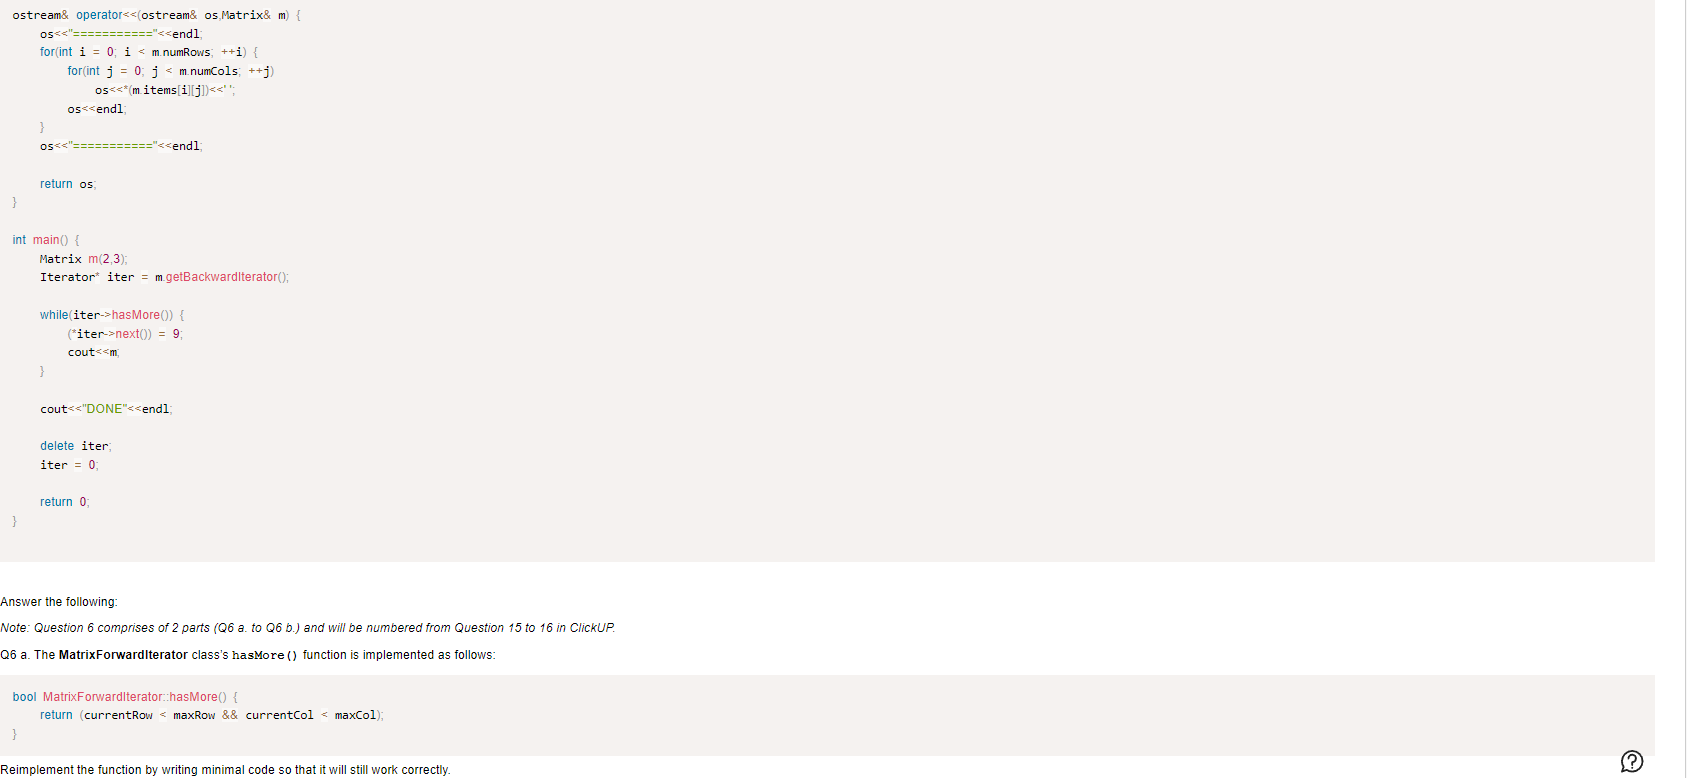 ostream& operator<<(ostream& os,Matrix& m) {
os<<"==========="<<endl;
for(int i = 0; i < m.numRows; ++i) {
for(int j = 0; j < m.numCols; ++j)
os<<*(m.items[i][j])<<' ';
os<<endl;
}
os<<"==========="<<endl;
return os;
}
int main() {
Matrix m(2,3);
Iterator* iter = m.getBackwardIterator();
while(iter->hasMore()) {
(*iter->next()) = 9;
cout<<m;
}
cout<<"DONE"<<endl;
delete iter;
iter = 0;
return 0;
}
Answer the following:
Note: Question 6 comprises of 2 parts (Q6 a. to Q6 b.) and will be numbered from Question 15 to 16 in ClickUP.
Q6 a. The MatrixForwardIterator class's hasMore() function is implemented as follows:
bool MatrixForwardIterator::hasMore() {
return (currentRow < maxRow && currentCol < maxCol);
}
Reimplement the function by writing minimal code so that it will still work correctly.